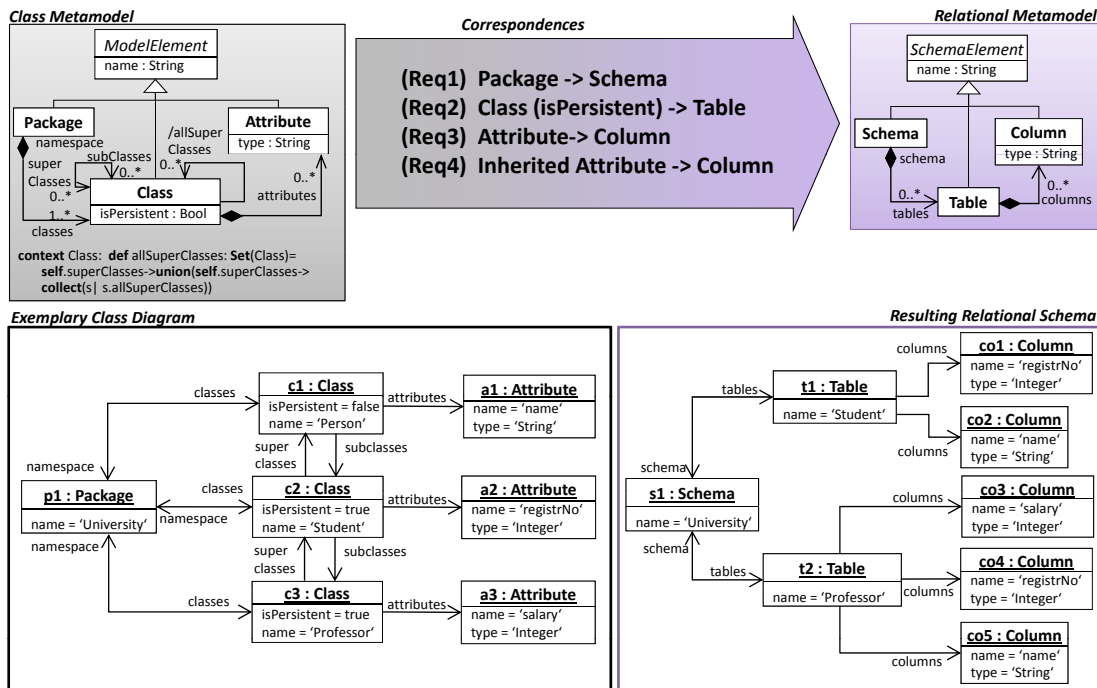 Class Metamodel
ModelElement
name : String
Package
namespace
Attribute
type : String
/allSuper
Classes
0..*
super
Classes
0..*
subClasses
0..*
Class
isPersistent : Bool
0..*
attributes
1..*
classes
context Class: def allSuperClasses: Set(Class)=
self.superClasses->union(self.superClasses->
collect(s| s.allSuperClasses))
Correspondences
(Req1) Package -> Schema
(Req2) Class (isPersistent) -> Table
(Req3) Attribute-> Column
(Req4) Inherited Attribute -> Column
Relational Metamodel
SchemaElement
name : String
Schema
schema
Column
type : String
0..*
tables
Table
0..*
columns
Exemplary Class Diagram
p1 : Package
name = ‘University‘
namespace
namespace
namespace
classes
classes
classes
c1 : Class
isPersistent = false
name = ‘Person‘
super
classes
subclasses
c2 : Class
isPersistent = true
name = ‘Student‘
super
classes
subclasses
c3 : Class
isPersistent = true
name = ‘Professor‘
attributes
attributes
attributes
a1 : Attribute
name = ‘name‘
type = ‘String‘
a2 : Attribute
name = ‘registrNo‘
type = ‘Integer‘
a3 : Attribute
name = ‘salary‘
type = ‘Integer‘
Resulting Relational Schema
s1 : Schema
name = ‘University‘
schema
schema
tables
tables
t1 : Table
name = ‘Student‘
t2 : Table
name = ‘Professor‘
columns
columns
columns
columns
columns
co1 : Column
name = ‘registrNo‘
type = ‘Integer‘
co2 : Column
name = ‘name‘
type = ‘String‘
co3 : Column
name = ‘salary‘
type = ‘Integer‘
co4 : Column
name = ‘registrNo‘
type = ‘Integer‘
co5 : Column
name = ‘name‘
type = ‘String‘